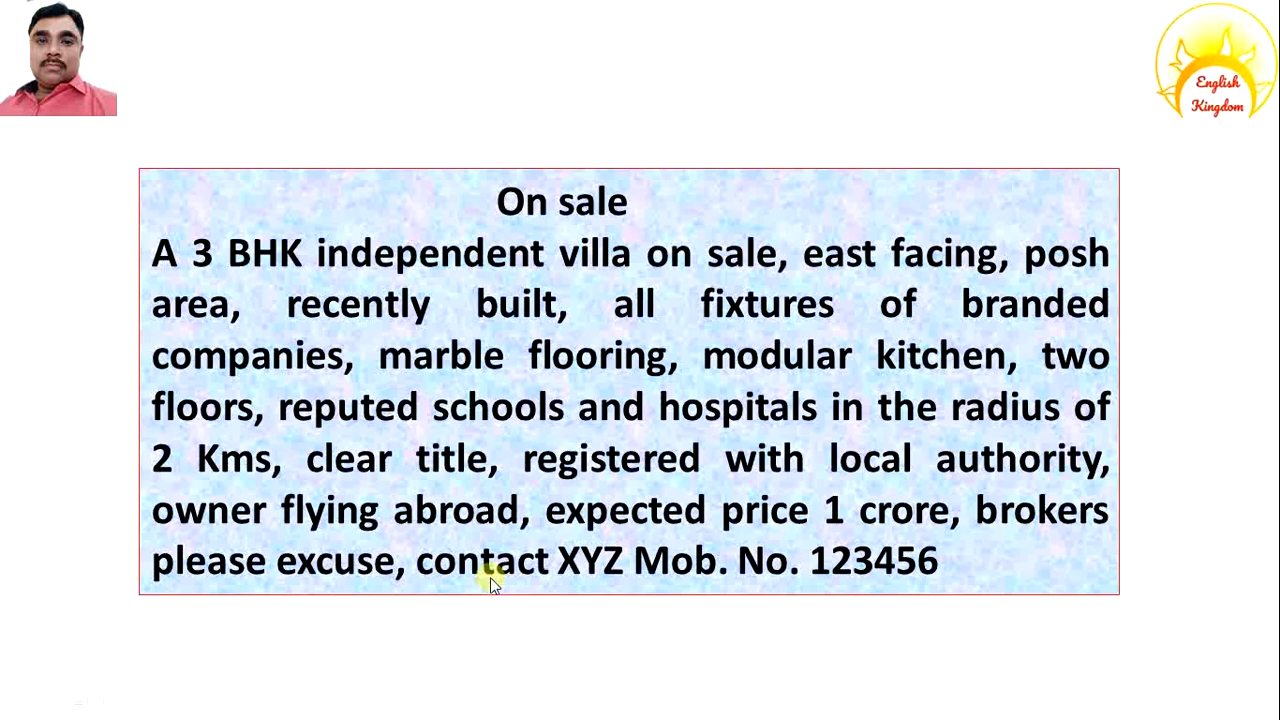 English
Kingdom
On sale
A 3 BHK independent villa on sale, east facing, posh
area, recently built, all fixtures of branded
companies, marble flooring, modular kitchen, two
floors, reputed schools and hospitals in the radius of
2 Kms, clear title, registered with local authority,
owner flying abroad, expected price 1 crore, brokers
please excuse, contact XYZ Mob. No. 123456